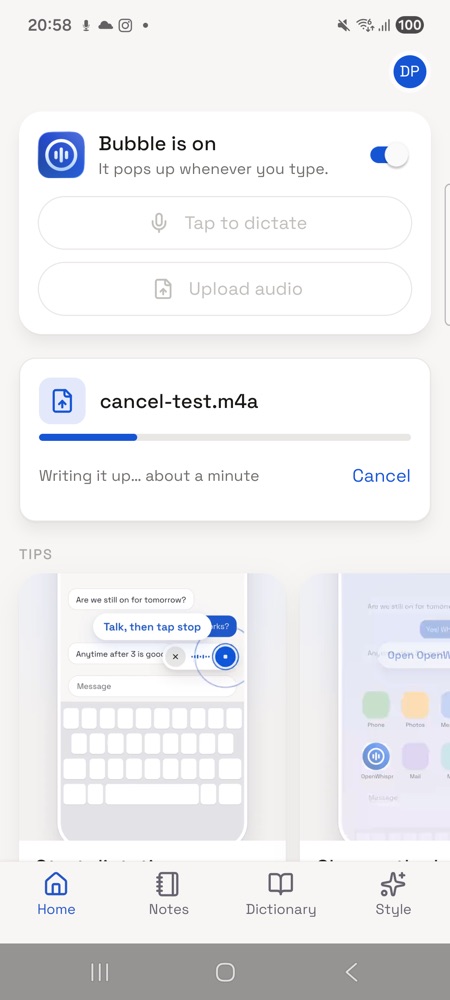 20:58
100
DP
Bubble is on
It pops up whenever you type.
Tap to dictate
Upload audio
cancel-test.m4a
Writing it up... about a minute
Cancel
TIPS
Are we still on for tomorrow?
Talk, then tap stop
Anytime after 3 is good
Message
Phone
Photos
OpenWhispr
Mail
Message
Home
Notes
Dictionary
Style